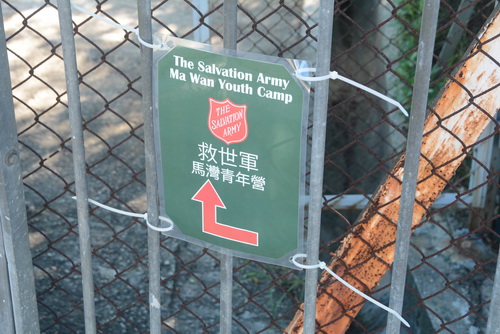 The Salvation Army
Ma Wan Youth Camp
THE
SALVATION
ARMY
救世軍
馬灣青年營